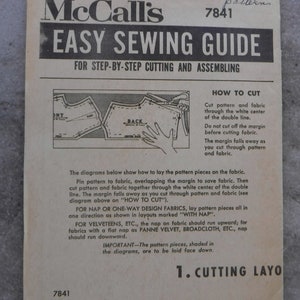 McCall's 7841
pattern
EASY SEWING GUIDE
FOR STEP-BY-STEP CUTTING AND ASSEMBLING
HOW TO CUT
Cut pattern and fabric
through the white center
of the double line.
Do not cut off the margin
before cutting fabric.
The margin falls away as
you cut through pattern
and fabric.
BACK
The diagrams below show how to lay the pattern pieces on the fabric.
Pin pattern to fabric, overlapping the margin to save fabric. Then
cut pattern and fabric together through the white center of the double
line. The margin falls away as you cut through pattern and fabric (see
diagram above on "HOW TO CUT").
FOR NAP OR ONE-WAY DESIGN FABRICS, lay pattern pieces all in
one direction as shown in layouts marked "WITH NAP".
FOR VELVETEENS, ETC., the nap on fabric should run upward; for
fabrics with a flat nap as PANNE VELVET, BROADCLOTH, ETC., nap
should run downward.
IMPORTANT—The pattern pieces, shaded in
the diagrams, are to be laid face down.
1. CUTTING LAYO
7841